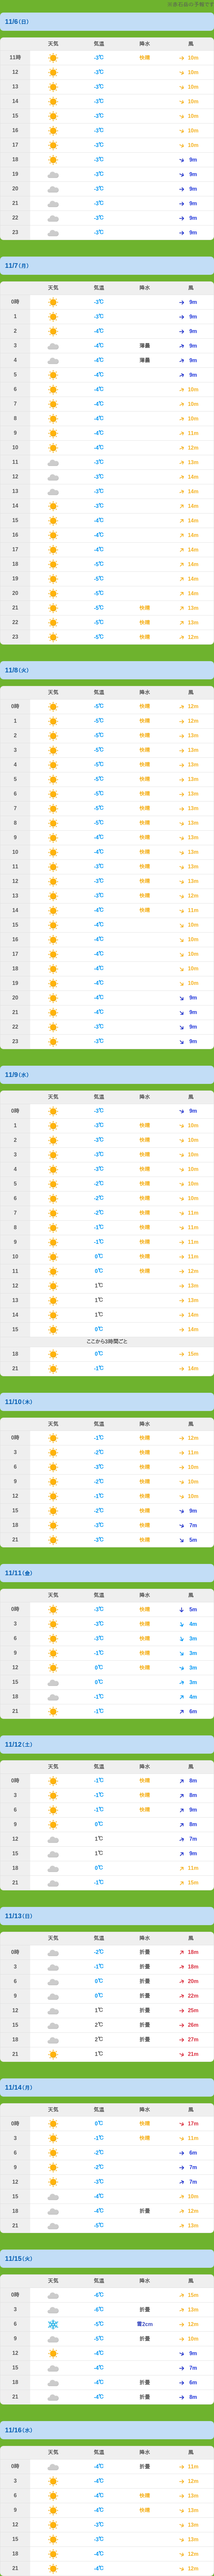 11/6(日)
天気 気温 降水 風
11時 -3℃ 快晴 10m
12 -3℃ 10m
13 -3℃ 10m
14 -3℃ 10m
15 -3℃ 10m
16 -3℃ 10m
17 -3℃ 10m
18 -3℃ 9m
19 -3℃ 9m
20 -3℃ 9m
21 -3℃ 9m
22 -3℃ 9m
23 -3℃ 9m
11/7(月)
天気 気温 降水 風
0時 -3℃ 9m
1 -3℃ 9m
2 -4℃ 9m
3 -4℃ 薄曇 9m
4 -4℃ 薄曇 9m
5 -4℃ 9m
6 -4℃ 10m
7 -4℃ 10m
8 -4℃ 10m
9 -4℃ 11m
10 -4℃ 12m
11 -3℃ 13m
12 -3℃ 14m
13 -3℃ 14m
14 -3℃ 14m
15 -4℃ 14m
16 -4℃ 14m
17 -4℃ 14m
18 -5℃ 14m
19 -5℃ 14m
20 -5℃ 14m
21 -5℃ 快晴 13m
22 -5℃ 快晴 13m
23 -5℃ 快晴 12m
11/8(火)
天気 気温 降水 風
0時 -5℃ 快晴 12m
1 -5℃ 快晴 12m
2 -5℃ 快晴 13m
3 -5℃ 快晴 13m
4 -5℃ 快晴 13m
5 -5℃ 快晴 13m
6 -5℃ 快晴 13m
7 -5℃ 快晴 13m
8 -5℃ 快晴 13m
9 -4℃ 快晴 13m
10 -4℃ 快晴 13m
11 -3℃ 快晴 13m
12 -3℃ 快晴 13m
13 -3℃ 快晴 12m
14 -4℃ 快晴 11m
15 -4℃ 10m
16 -4℃ 10m
17 -4℃ 10m
18 -4℃ 10m
19 -4℃ 10m
20 -4℃ 9m
21 -4℃ 9m
22 -3℃ 9m
23 -3℃ 9m
11/9(水)
天気 気温 降水 風
0時 -3℃ 9m
1 -3℃ 快晴 10m
2 -3℃ 快晴 10m
3 -3℃ 快晴 10m
4 -3℃ 快晴 10m
5 -2℃ 快晴 10m
6 -2℃ 快晴 10m
7 -2℃ 快晴 11m
8 -1℃ 快晴 11m
9 -1℃ 快晴 11m
10 0℃ 快晴 11m
11 0℃ 快晴 12m
12 1℃ 13m
13 1℃ 13m
14 1℃ 14m
15 0℃ 14m
ここから3時間ごと
18 0℃ 15m
21 -1℃ 14m
11/10(木)
天気 気温 降水 風
0時 -1℃ 快晴 12m
3 -2℃ 快晴 11m
6 -3℃ 快晴 10m
9 -2℃ 快晴 10m
12 -1℃ 快晴 10m
15 -2℃ 快晴 9m
18 -3℃ 快晴 7m
21 -3℃ 快晴 5m
11/11(金)
天気 気温 降水 風
0時 -3℃ 快晴 5m
3 -3℃ 快晴 4m
6 -3℃ 快晴 3m
9 -1℃ 快晴 3m
12 0℃ 快晴 3m
15 0℃ 3m
18 -1℃ 4m
21 -1℃ 6m
11/12(土)
天気 気温 降水 風
0時 -1℃ 快晴 8m
3 -1℃ 快晴 8m
6 -1℃ 快晴 9m
9 0℃ 8m
12 1℃ 7m
15 1℃ 9m
18 0℃ 11m
21 -1℃ 15m
11/13(日)
天気 気温 降水 風
0時 -2℃ 折曇 18m
3 -1℃ 折曇 18m
6 0℃ 折曇 20m
9 0℃ 折曇 22m
12 1℃ 折曇 25m
15 2℃ 折曇 26m
18 2℃ 折曇 27m
21 1℃ 21m
11/14(月)
天気 気温 降水 風
0時 0℃ 快晴 17m
3 -1℃ 快晴 11m
6 -2℃ 6m
9 -2℃ 7m
12 -3℃ 7m
15 -4℃ 10m
18 -4℃ 折曇 12m
21 -5℃ 13m
11/15(火)
天気 気温 降水 風
0時 -6℃ 15m
3 -6℃ 折曇 13m
6 -5℃ 雪2cm 12m
9 -5℃ 折曇 10m
12 -4℃ 9m
15 -4℃ 7m
18 -4℃ 折曇 6m
21 -4℃ 折曇 8m
11/16(水)
天気 気温 降水 風
0時 -4℃ 折曇 11m
3 -4℃ 12m
6 -4℃ 快晴 13m
9 -4℃ 快晴 13m
12 -3℃ 13m
15 -3℃ 13m
18 -4℃ 12m
21 -4℃ 12m